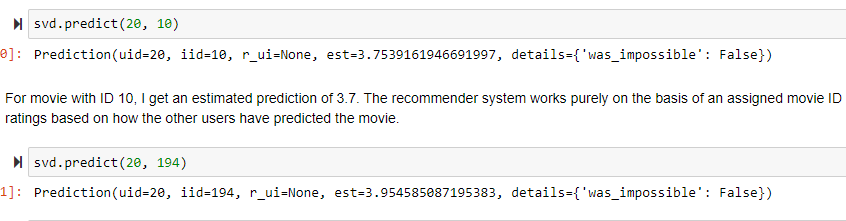 svd.predict(20, 10)
0]: Prediction(uid=20, iid=10, r_ui=None, est=3.7539161946691997, details={'was_impossible': False})
For movie with ID 10, I get an estimated prediction of 3.7. The recommender system works purely on the basis of an assigned movie ID
ratings based on how the other users have predicted the movie.
svd.predict(20, 194)
1]: Prediction(uid=20, iid=194, r_ui=None, est=3.954585087195383, details={'was_impossible': False})